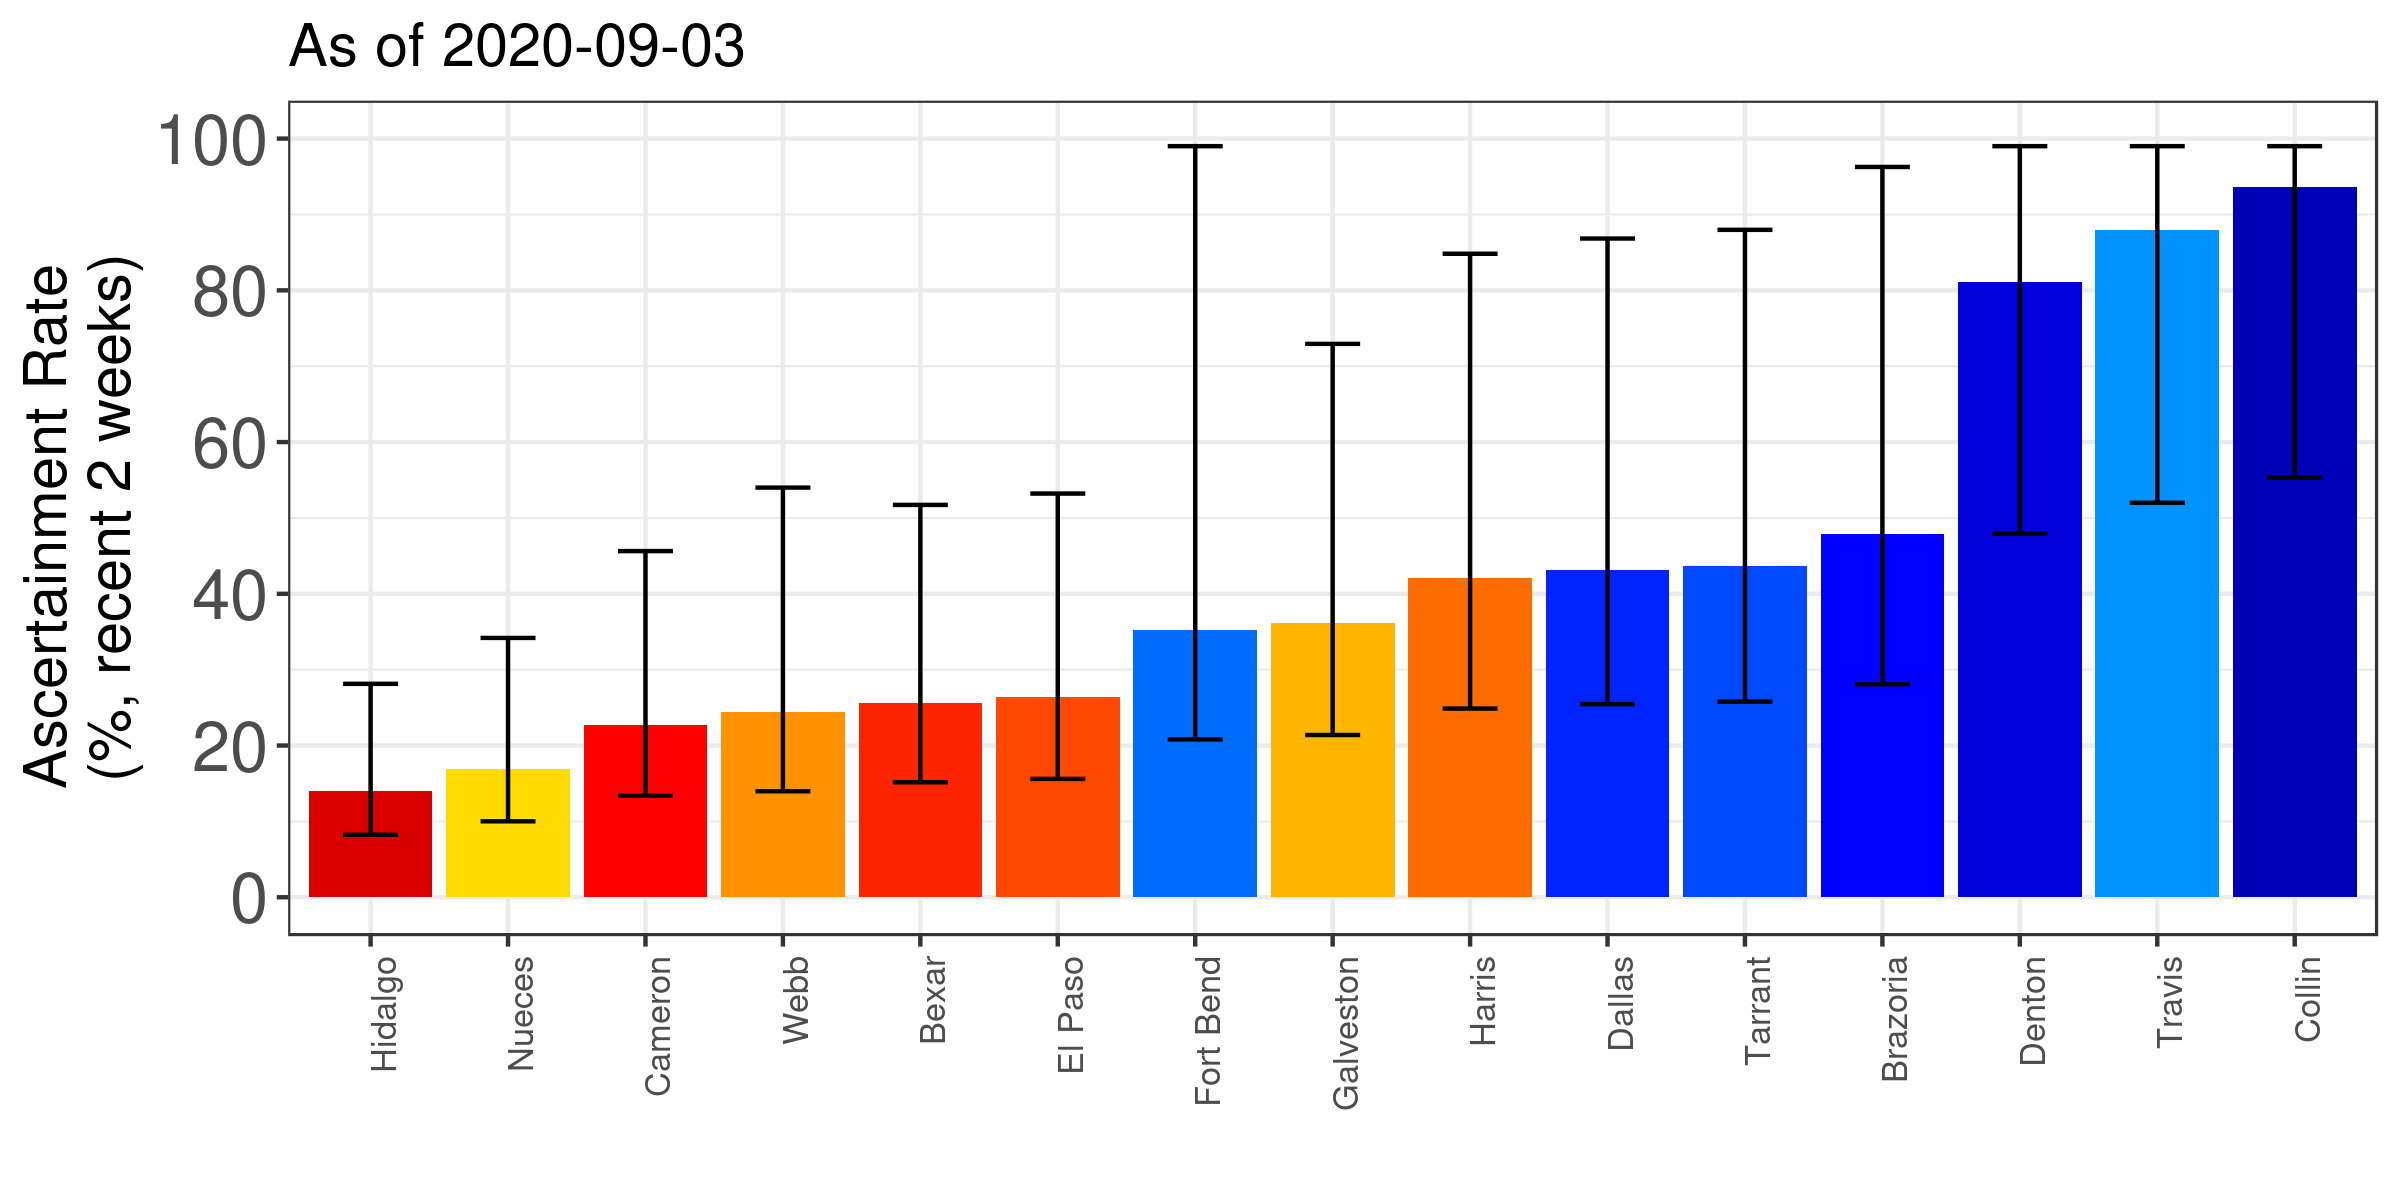 As of 2020-09-03
Ascertainment Rate
(%, recent 2 weeks)
100
80
60
40
20
0
Hidalgo
Nueces
Cameron
Webb
Bexar
El Paso
Fort Bend
Galveston
Harris
Dallas
Tarrant
Brazoria
Denton
Travis
Collin